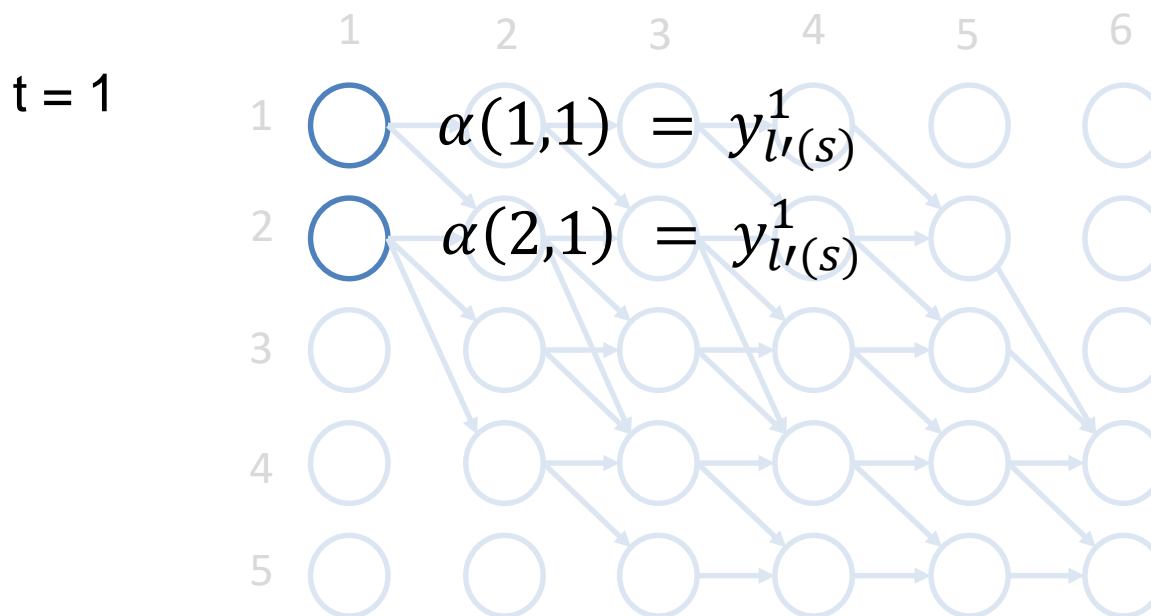 1 2 3 4 5 6
t = 1
1 α(1,1) = y^1_{l′(s)}
2 α(2,1) = y^1_{l′(s)}
3
4
5